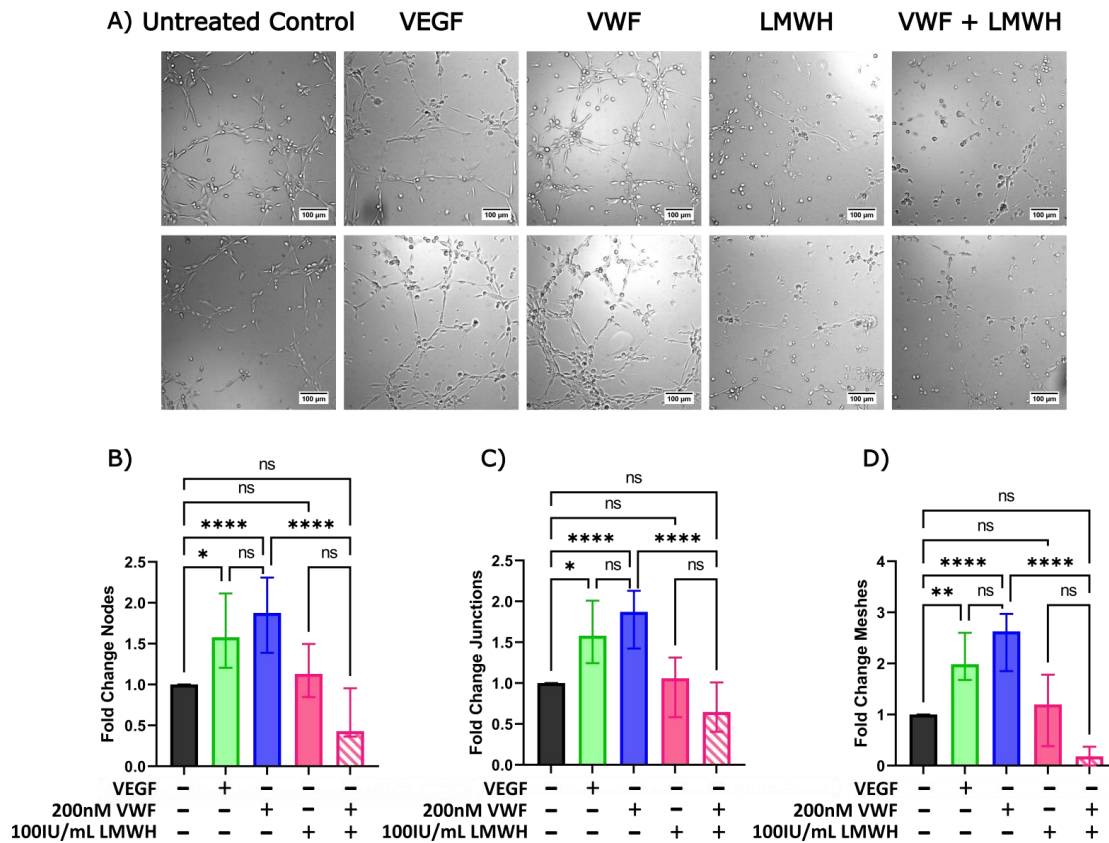 A) Untreated Control VEGF VWF LMWH VWF + LMWH
100 µm 100 µm 100 µm 100 µm 100 µm
100 µm 100 µm 100 µm 100 µm 100 µm
B)
ns
ns
**** ****
* ns ns
Fold Change Nodes
2.5
2.0
1.5
1.0
0.5
0.0
VEGF − + − − −
200nM VWF − − + − +
100IU/mL LMWH − − − + +
C)
ns
ns
**** ****
* ns ns
Fold Change Junctions
2.5
2.0
1.5
1.0
0.5
0.0
VEGF − + − − −
200nM VWF − − + − +
100IU/mL LMWH − − − + +
D)
ns
ns
**** ****
** ns ns
Fold Change Meshes
4
3
2
1
0
VEGF − + − − −
200nM VWF − − + − +
100IU/mL LMWH − − − + +